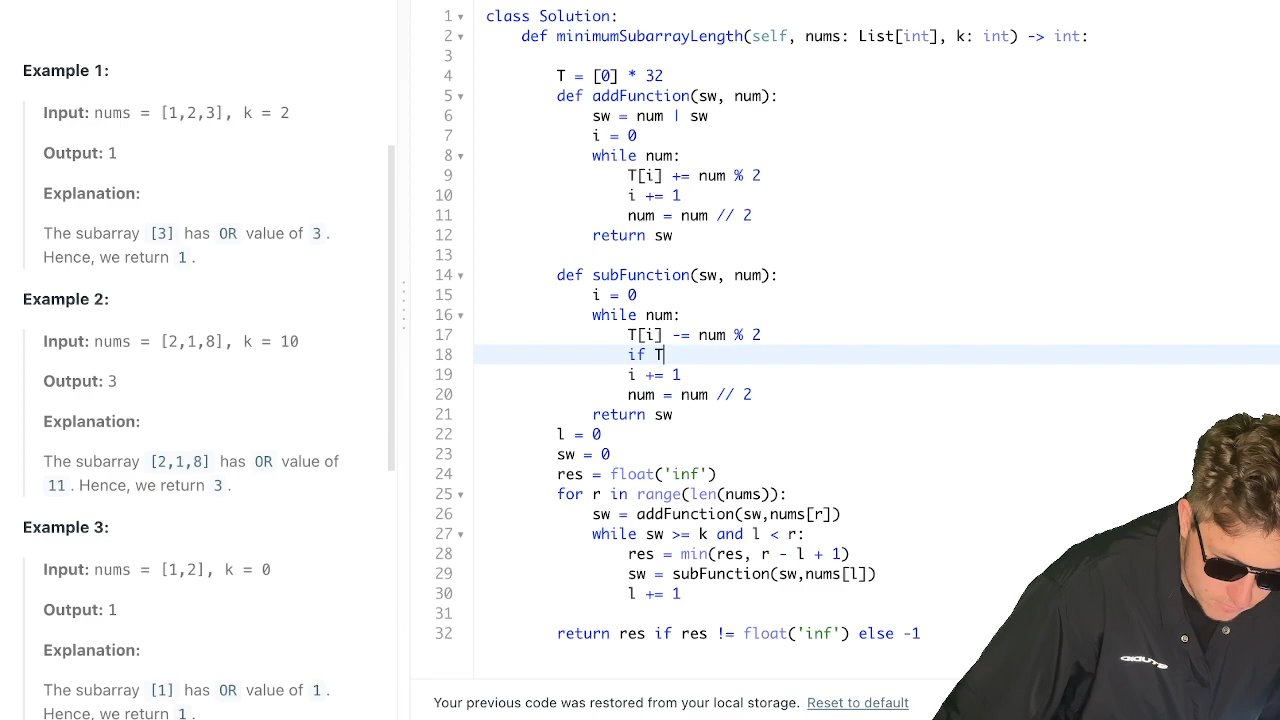 Example 1:
Input: nums = [1,2,3], k = 2
Output: 1
Explanation:
The subarray [3] has OR value of 3.
Hence, we return 1.
Example 2:
Input: nums = [2,1,8], k = 10
Output: 3
Explanation:
The subarray [2,1,8] has OR value of
11. Hence, we return 3.
Example 3:
Input: nums = [1,2], k = 0
Output: 1
Explanation:
The subarray [1] has OR value of 1.
Hence, we return 1.
1 class Solution:
2 def minimumSubarrayLength(self, nums: List[int], k: int) -> int:
3
4 T = [0] * 32
5 def addFunction(sw, num):
6 sw = num | sw
7 i = 0
8 while num:
9 T[i] += num % 2
10 i += 1
11 num = num // 2
12 return sw
13
14 def subFunction(sw, num):
15 i = 0
16 while num:
17 T[i] -= num % 2
18 if T
19 i += 1
20 num = num // 2
21 return sw
22 l = 0
23 sw = 0
24 res = float('inf')
25 for r in range(len(nums)):
26 sw = addFunction(sw,nums[r])
27 while sw >= k and l < r:
28 res = min(res, r - l + 1)
29 sw = subFunction(sw,nums[l])
30 l += 1
31
32 return res if res != float('inf') else -1
Your previous code was restored from your local storage. Reset to default